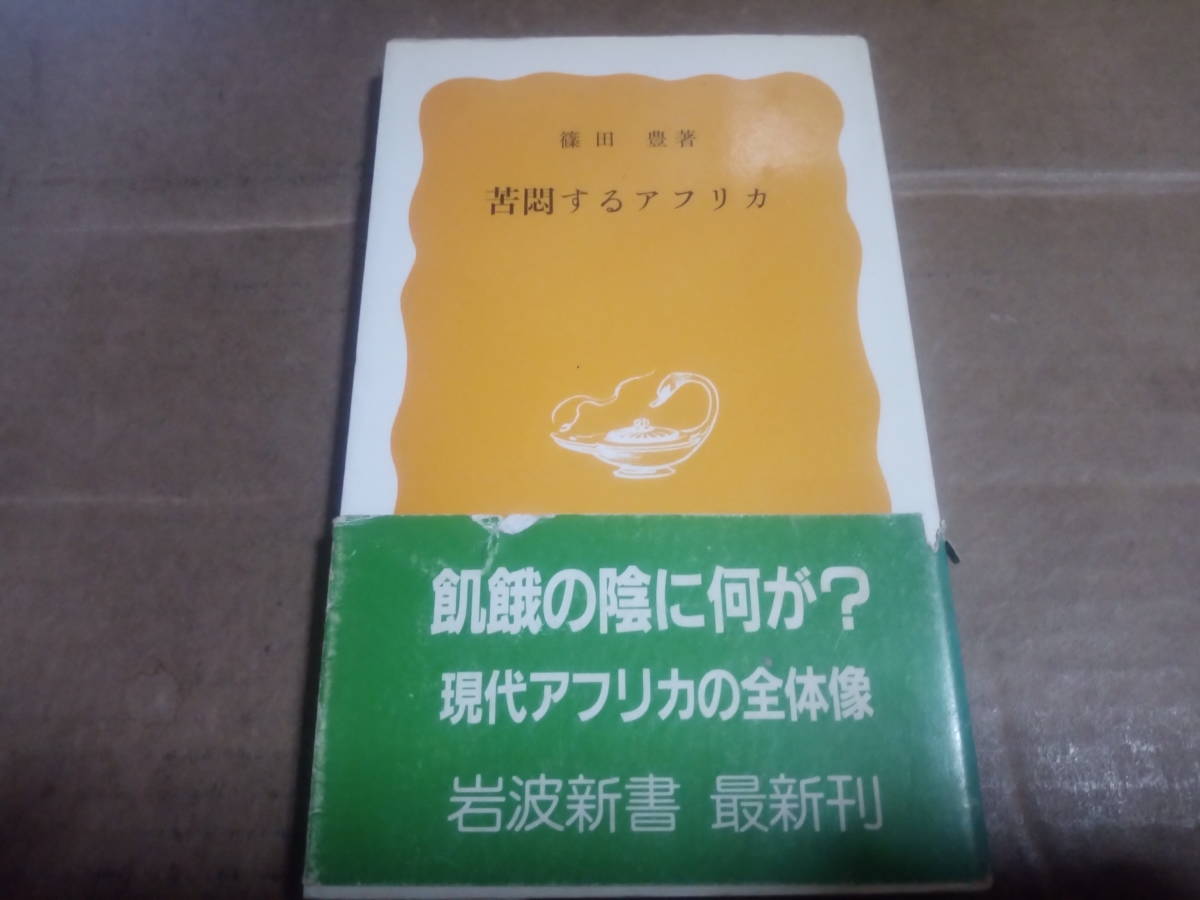 篠田 豊著
苦悶するアフリカ
飢餓の陰に何が?
現代アフリカの全体像
岩波新書 最新刊